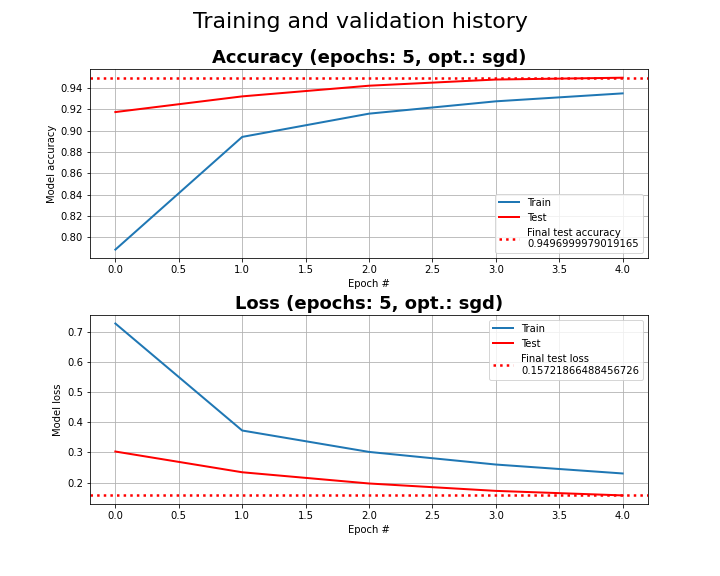 Training and validation history
Accuracy (epochs: 5, opt.: sgd)
Model accuracy
0.94
0.92
0.90
0.88
0.86
0.84
0.82
0.80
Train
Test
Final test accuracy
0.9496999979019165
0.0 0.5 1.0 1.5 2.0 2.5 3.0 3.5 4.0
Epoch #
Loss (epochs: 5, opt.: sgd)
Model loss
0.7
0.6
0.5
0.4
0.3
0.2
Train
Test
Final test loss
0.15721866488456726
0.0 0.5 1.0 1.5 2.0 2.5 3.0 3.5 4.0
Epoch #